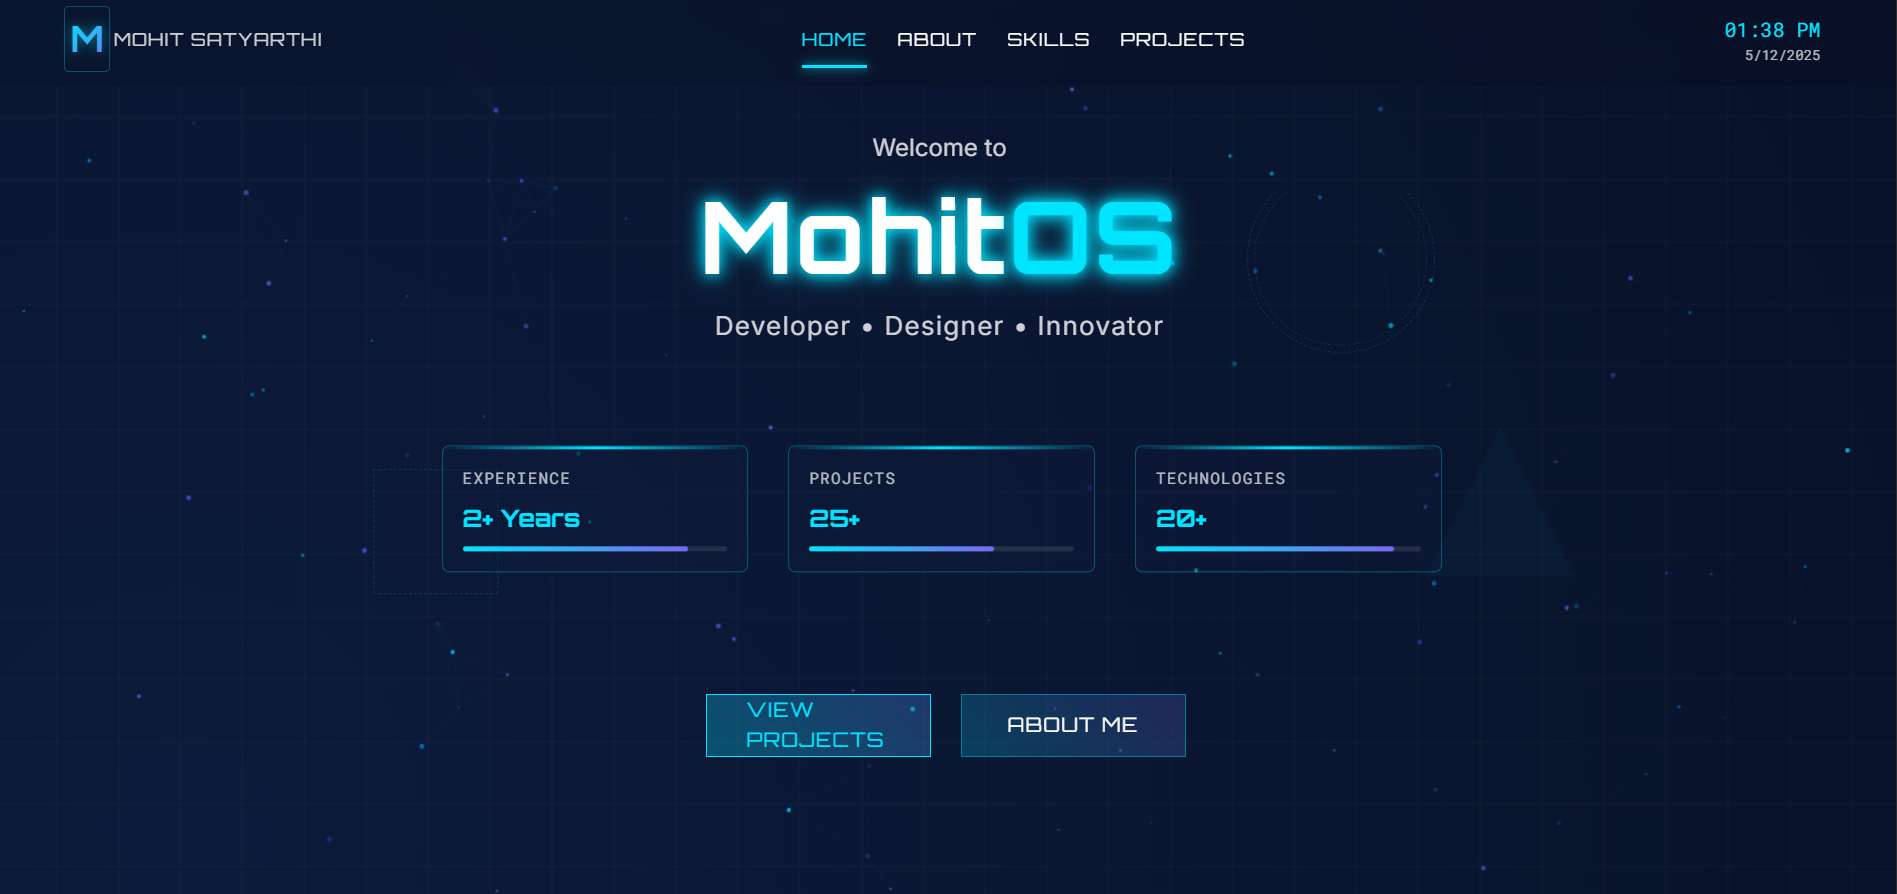 M MOHIT SATYARTHI
HOME ABOUT SKILLS PROJECTS
01:38 PM
5/12/2025
Welcome to
MohitOS
Developer • Designer • Innovator
EXPERIENCE
2+ Years
PROJECTS
25+
TECHNOLOGIES
20+
VIEW
PROJECTS
ABOUT ME